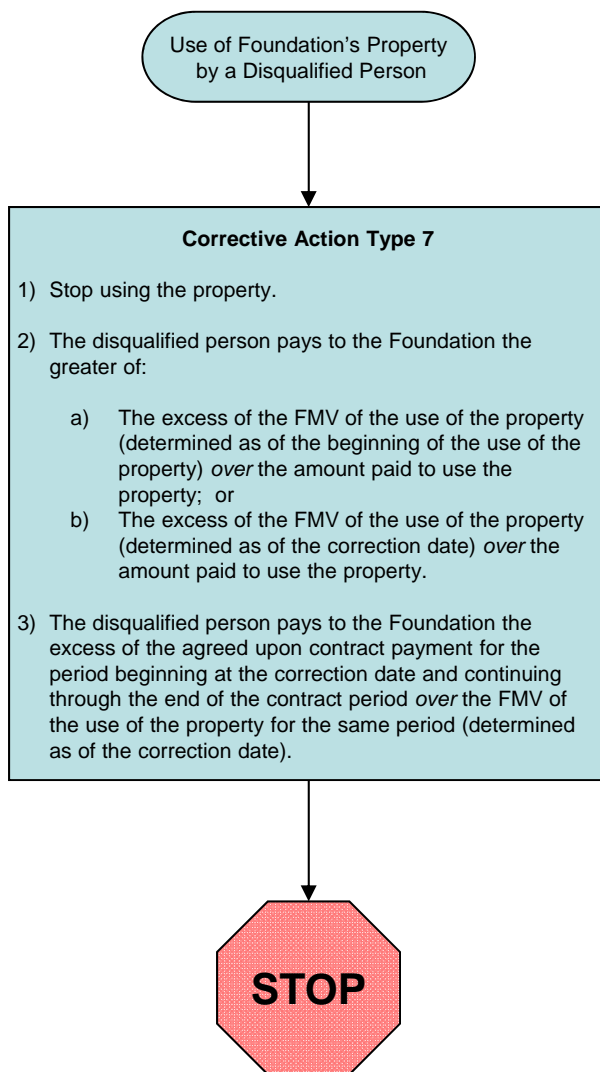 Use of Foundation's Property
by a Disqualified Person
Corrective Action Type 7
1) Stop using the property.
2) The disqualified person pays to the Foundation the
greater of:
a) The excess of the FMV of the use of the property
(determined as of the beginning of the use of the
property) over the amount paid to use the
property; or
b) The excess of the FMV of the use of the property
(determined as of the correction date) over the
amount paid to use the property.
3) The disqualified person pays to the Foundation the
excess of the agreed upon contract payment for the
period beginning at the correction date and continuing
through the end of the contract period over the FMV of
the use of the property for the same period (determined
as of the correction date).
STOP